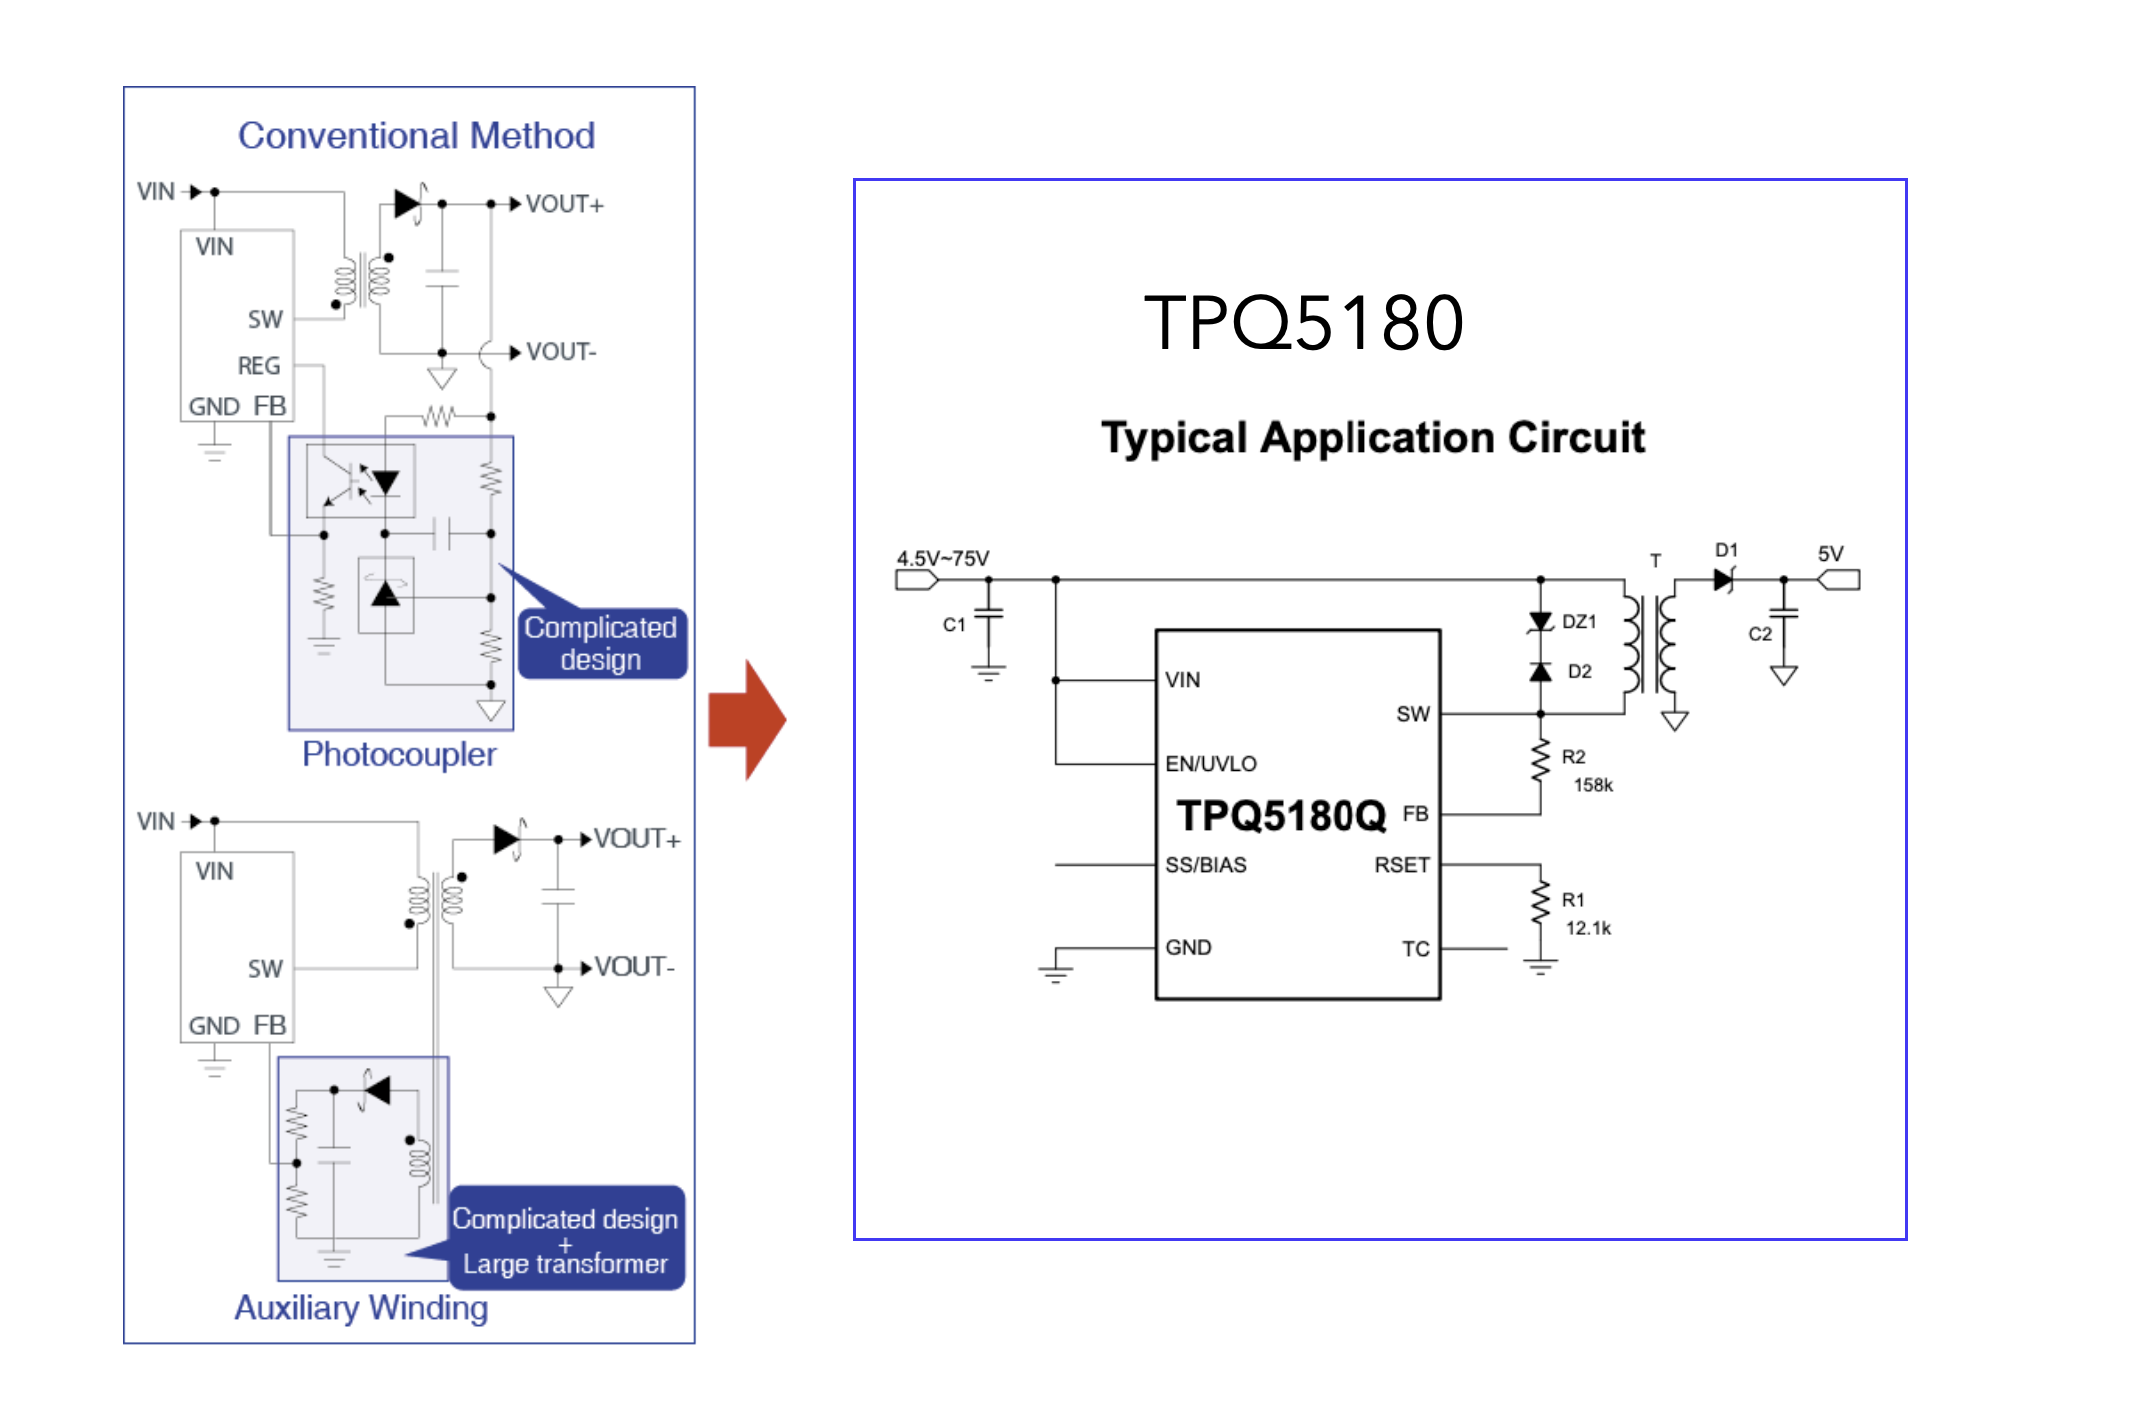 Conventional Method
VIN
VOUT+
VIN
SW
VOUT-
REG
GND FB
Complicated
design
Photocoupler
VIN
VOUT+
VIN
SW
VOUT-
GND FB
Complicated design
+
Large transformer
Auxiliary Winding
TPQ5180
Typical Application Circuit
4.5V~75V
T
D1
5V
C1
DZ1
C2
D2
VIN
SW
R2
158k
EN/UVLO
TPQ5180Q
FB
SS/BIAS
RSET
R1
12.1k
GND
TC